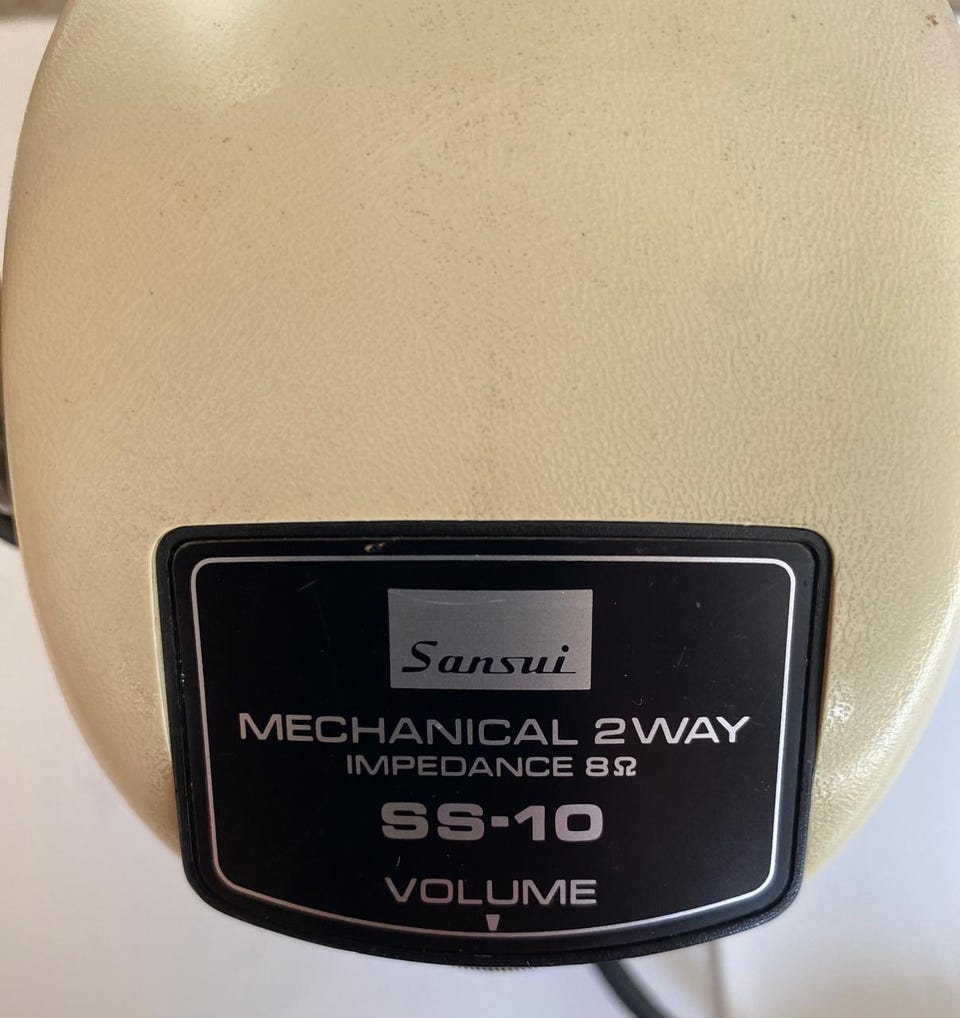 Sansui
MECHANICAL 2WAY
IMPEDANCE 8Ω
SS-10
VOLUME